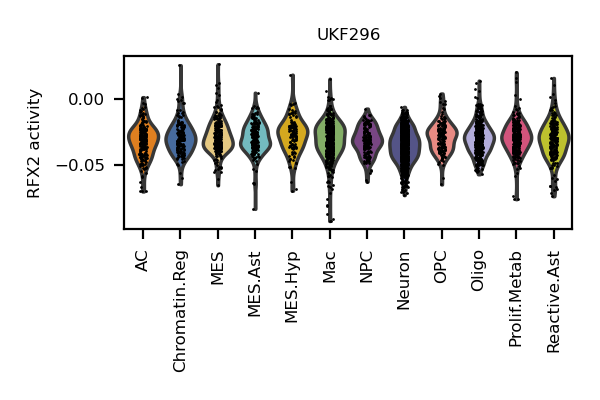 UKF296
RFX2 activity
0.00
−0.05
AC
Chromatin.Reg
MES
MES.Ast
MES.Hyp
Mac
NPC
Neuron
OPC
Oligo
Prolif.Metab
Reactive.Ast